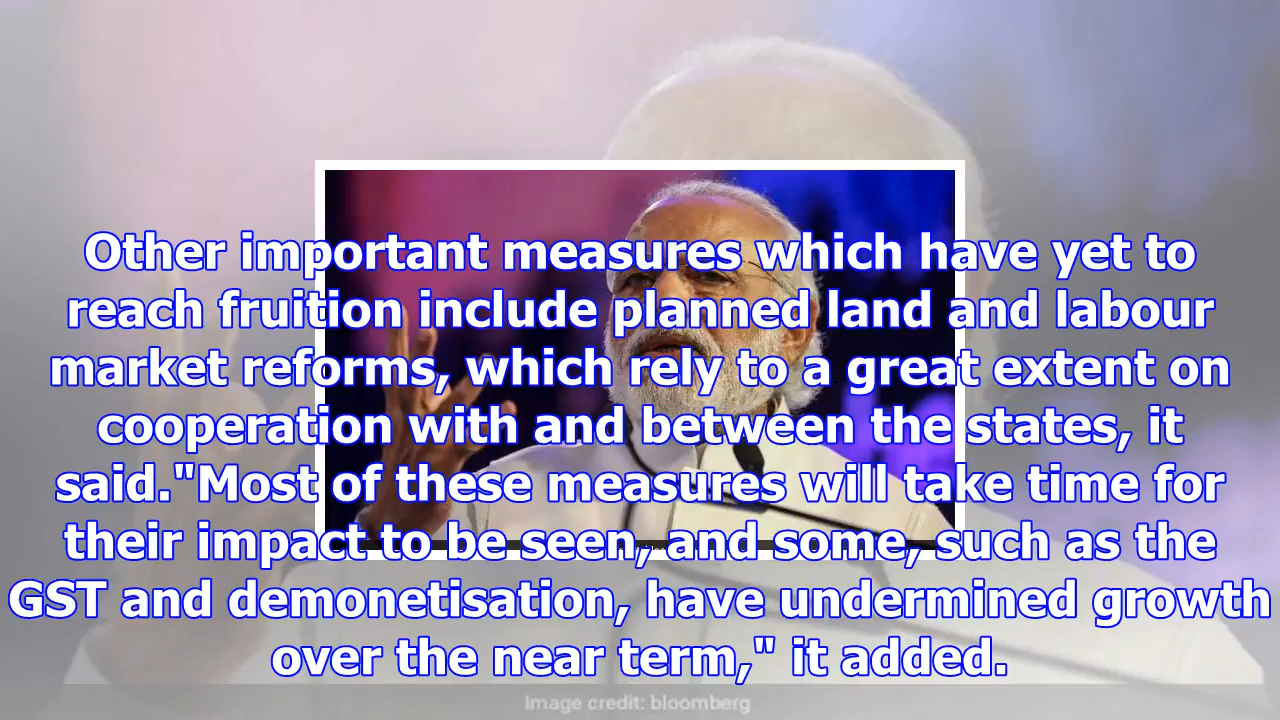 Other important measures which have yet to
reach fruition include planned land and labour
market reforms, which rely to a great extent on
cooperation with and between the states, it
said."Most of these measures will take time for
their impact to be seen, and some, such as the
GST and demonetisation, have undermined growth
over the near term," it added.
Image credit: bloomberg